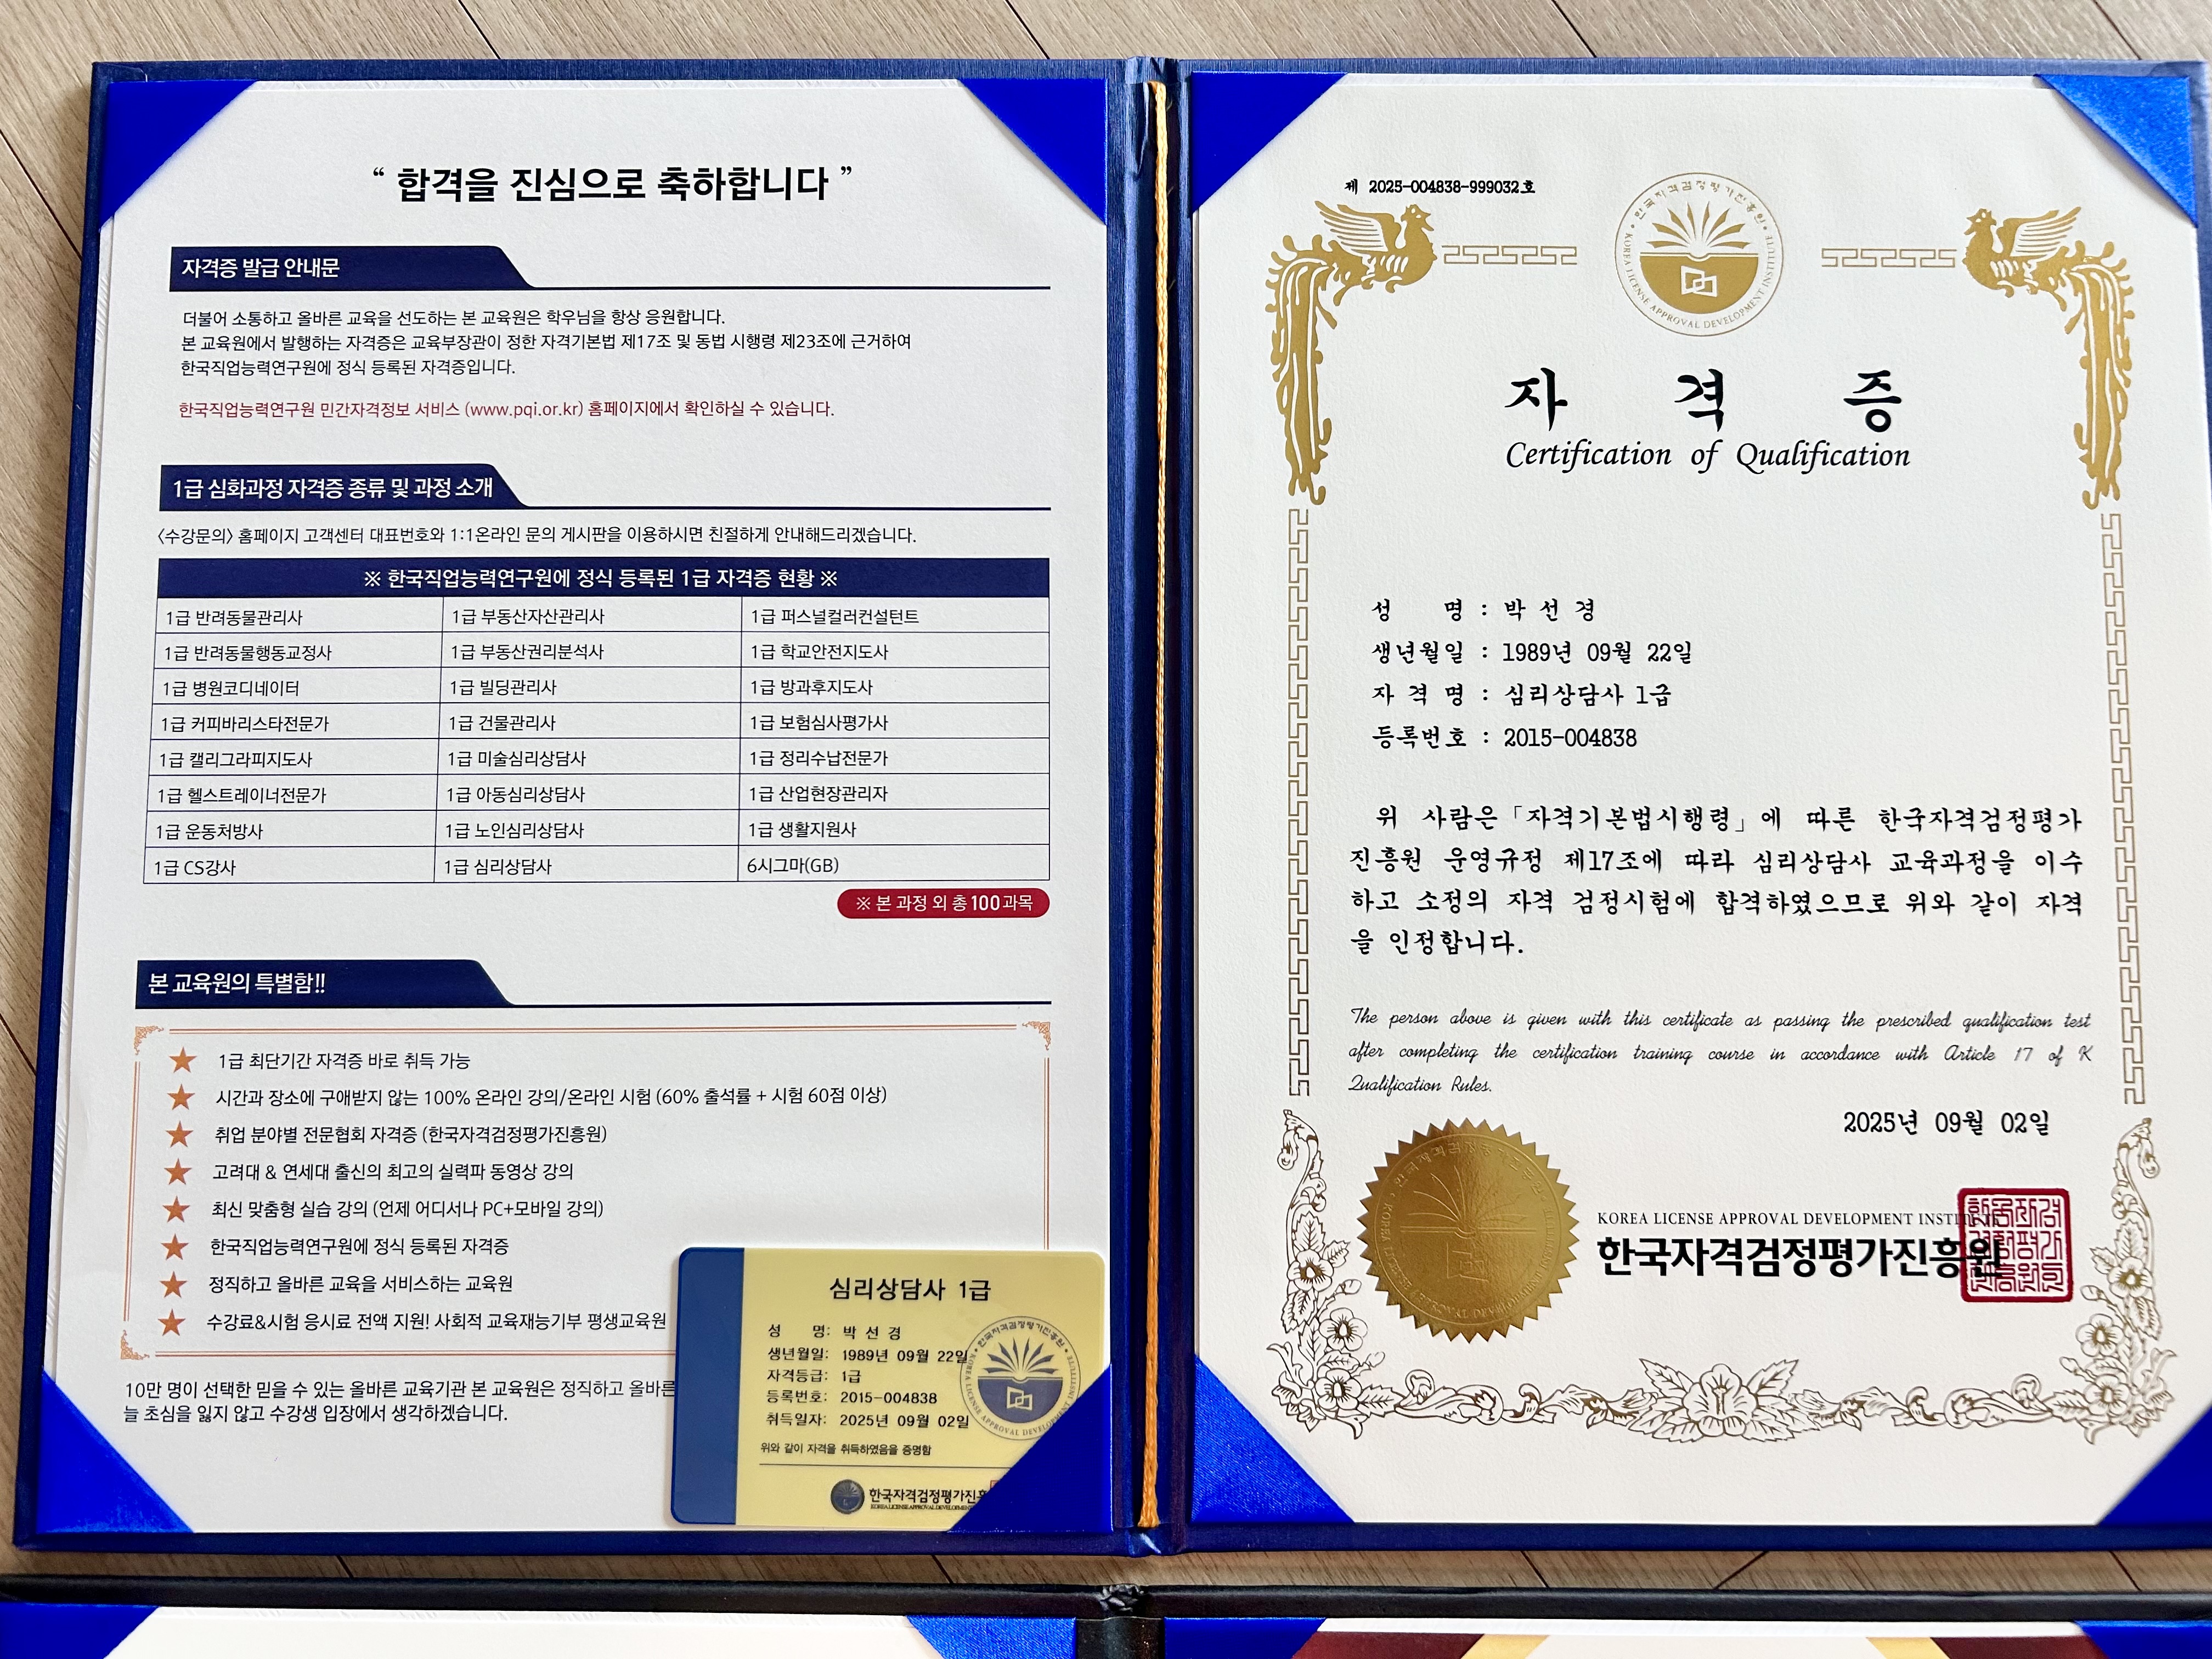 “ 합격을 진심으로 축하합니다 ”
자격증 발급 안내문
더불어 소통하고 올바른 교육을 선도하는 본 교육원은 학우님을 항상 응원합니다.
본 교육원에서 발행하는 자격증은 교육부장관이 정한 자격기본법 제17조 및 동법 시행령 제23조에 근거하여
한국직업능력연구원에 정식 등록된 자격증입니다.
한국직업능력연구원 민간자격정보 서비스 (www.pqi.or.kr) 홈페이지에서 확인하실 수 있습니다.
1급 심화과정 자격증 종류 및 과정 소개
<수강문의> 홈페이지 고객센터 대표번호와 1:1온라인 문의 게시판을 이용하시면 친절하게 안내해드리겠습니다.
※ 한국직업능력연구원에 정식 등록된 1급 자격증 현황 ※
1급 반려동물관리사 1급 부동산자산관리사 1급 퍼스널컬러컨설턴트
1급 반려동물행동교정사 1급 부동산권리분석사 1급 학교안전지도사
1급 병원코디네이터 1급 빌딩관리사 1급 방과후지도사
1급 커피바리스타전문가 1급 건물관리사 1급 보험심사평가사
1급 캘리그라피지도사 1급 미술심리상담사 1급 정리수납전문가
1급 헬스트레이너전문가 1급 아동심리상담사 1급 산업현장관리자
1급 운동처방사 1급 노인심리상담사 1급 생활지원사
1급 CS강사 1급 심리상담사 6시그마(GB)
※ 본 과정 외 총 100과목
본 교육원의 특별함!!
1급 최단기간 자격증 바로 취득 가능
시간과 장소에 구애받지 않는 100% 온라인 강의/온라인 시험 (60% 출석률 + 시험 60점 이상)
취업 분야별 전문협회 자격증 (한국자격검정평가진흥원)
고려대 & 연세대 출신의 최고의 실력파 동영상 강의
최신 맞춤형 실습 강의 (언제 어디서나 PC+모바일 강의)
한국직업능력연구원에 정식 등록된 자격증
정직하고 올바른 교육을 서비스하는 교육원
수강료&시험 응시료 전액 지원! 사회적 교육재능기부 평생교육원
10만 명이 선택한 믿을 수 있는 올바른 교육기관 본 교육원은 정직하고 올바른
늘 초심을 잃지 않고 수강생 입장에서 생각하겠습니다.
심리상담사 1급
성 명: 박 선 경
생년월일: 1989년 09월 22일
자격등급: 1급
등록번호: 2015-004838
취득일자: 2025년 09월 02일
위와 같이 자격을 취득하였음을 증명함
한국자격검정평가진흥
KOREA LICENSE APPROVAL DEVELOPMENT
제 2025-004838-999032호
한국자격검정평가진흥원
KOREA LICENSE APPROVAL DEVELOPMENT INSTITUTE
자 격 증
Certification of Qualification
성 명 : 박 선 경
생년월일 : 1989년 09월 22일
자 격 명 : 심리상담사 1급
등록번호 : 2015-004838
위 사람은「자격기본법시행령」에 따른 한국자격검정평가
진흥원 운영규정 제17조에 따라 심리상담사 교육과정을 이수
하고 소정의 자격 검정시험에 합격하였으므로 위와 같이 자격
을 인정합니다.
The person above is given with this certificate as passing the prescribed qualification test
after completing the certification training course in accordance with Article 17 of K
Qualification Rules.
2025년 09월 02일
KOREA LICENSE APPROVAL DEVELOPMENT INSTITUTE
한국자격검정평가진흥원